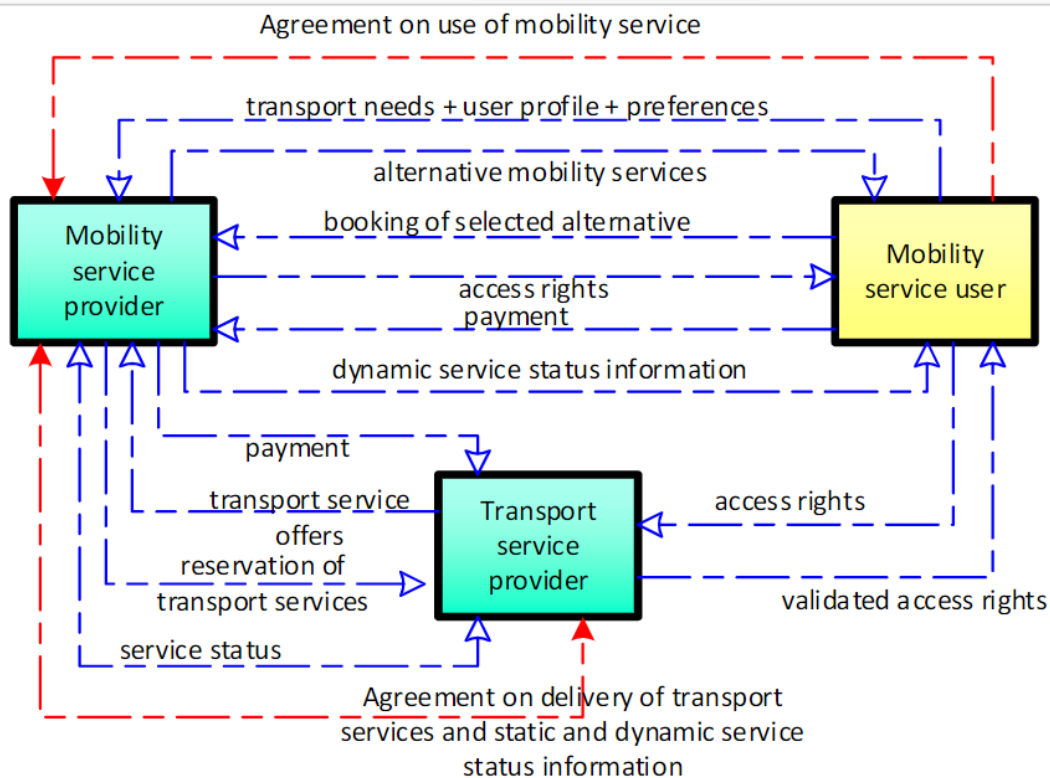 Agreement on use of mobility service
transport needs + user profile + preferences
alternative mobility services
booking of selected alternative
Mobility
service
provider
Mobility
service user
access rights
payment
dynamic service status information
payment
transport service
offers
reservation of
transport services
Transport
service
provider
access rights
validated access rights
service status
Agreement on delivery of transport
services and static and dynamic service
status information